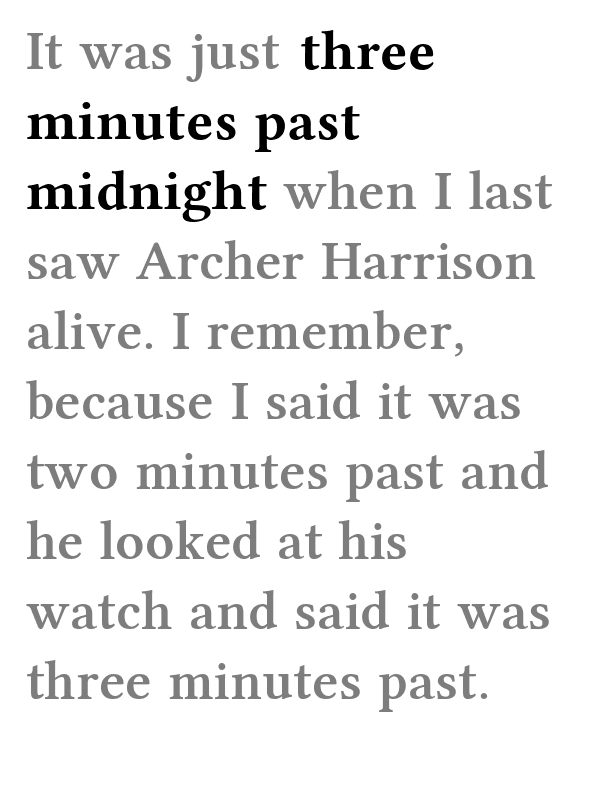 It was just three
minutes past
midnight when I last
saw Archer Harrison
alive. I remember,
because I said it was
two minutes past and
he looked at his
watch and said it was
three minutes past.